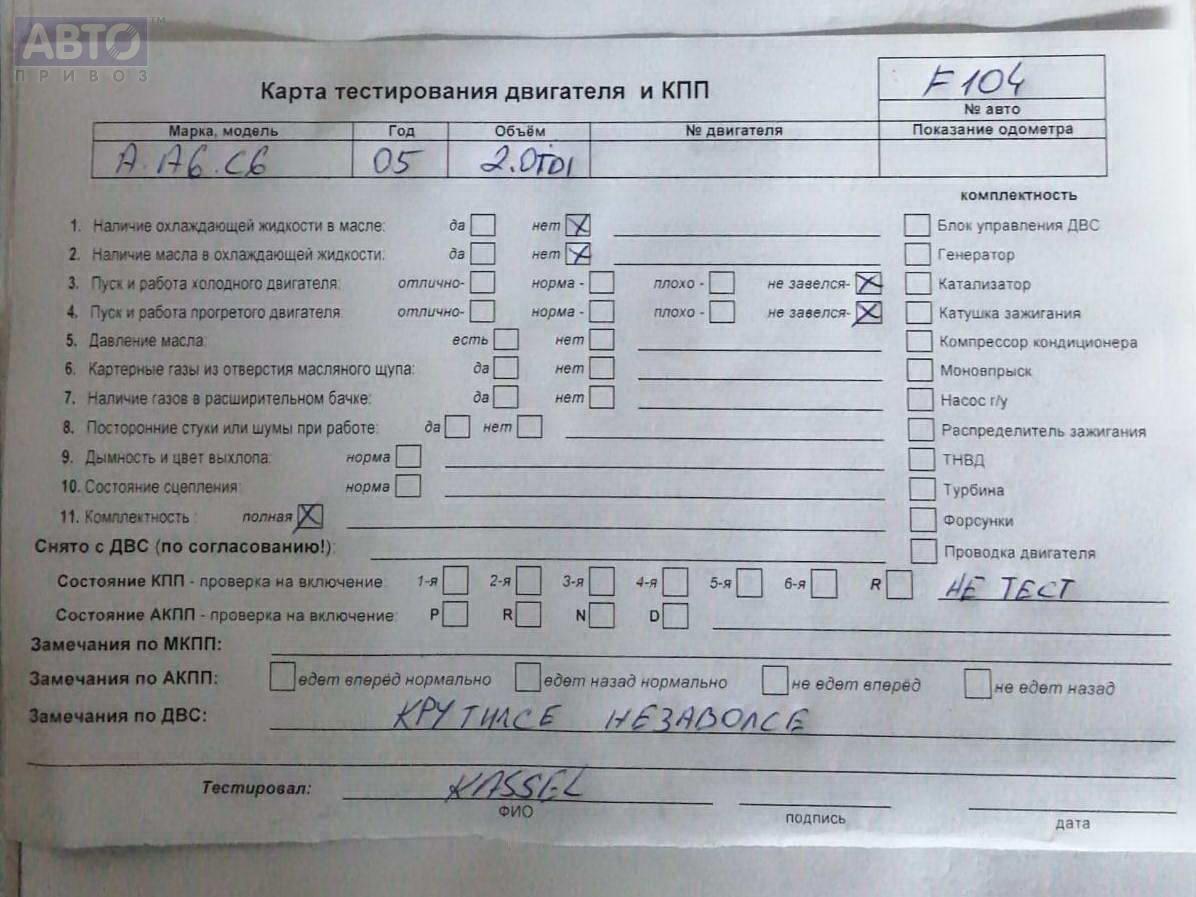 АВТО™
ПРИВОЗ
Карта тестирования двигателя и КПП
F104
№ авто
Марка, модель Год Объём № двигателя Показание одометра
А.А6.С6 05 2.0TDI
комплектность
1. Наличие охлаждающей жидкости в масле: да нет Блок управления ДВС
2. Наличие масла в охлаждающей жидкости: да нет Генератор
3. Пуск и работа холодного двигателя: отлично- норма - плохо - не завелся- Катализатор
4. Пуск и работа прогретого двигателя: отлично- норма - плохо - не завелся- Катушка зажигания
5. Давление масла: есть нет Компрессор кондиционера
6. Картерные газы из отверстия масляного щупа: да нет Моновпрыск
7. Наличие газов в расширительном бачке: да нет Насос г/у
8. Посторонние стуки или шумы при работе: да нет Распределитель зажигания
9. Дымность и цвет выхлопа: норма ТНВД
10. Состояние сцепления: норма Турбина
11. Комплектность : полная Форсунки
Снято с ДВС (по согласованию!): Проводка двигателя
Состояние КПП - проверка на включение: 1-я 2-я 3-я 4-я 5-я 6-я R НЕ ТЕСТ
Состояние АКПП - проверка на включение: P R N D
Замечания по МКПП:
Замечания по АКПП: едет вперёд нормально едет назад нормально не едет вперёд не едет назад
Замечания по ДВС: КРУТИЛСЕ НЕЗАВОЛСЕ
Тестировал: KASSEL
ФИО подпись дата